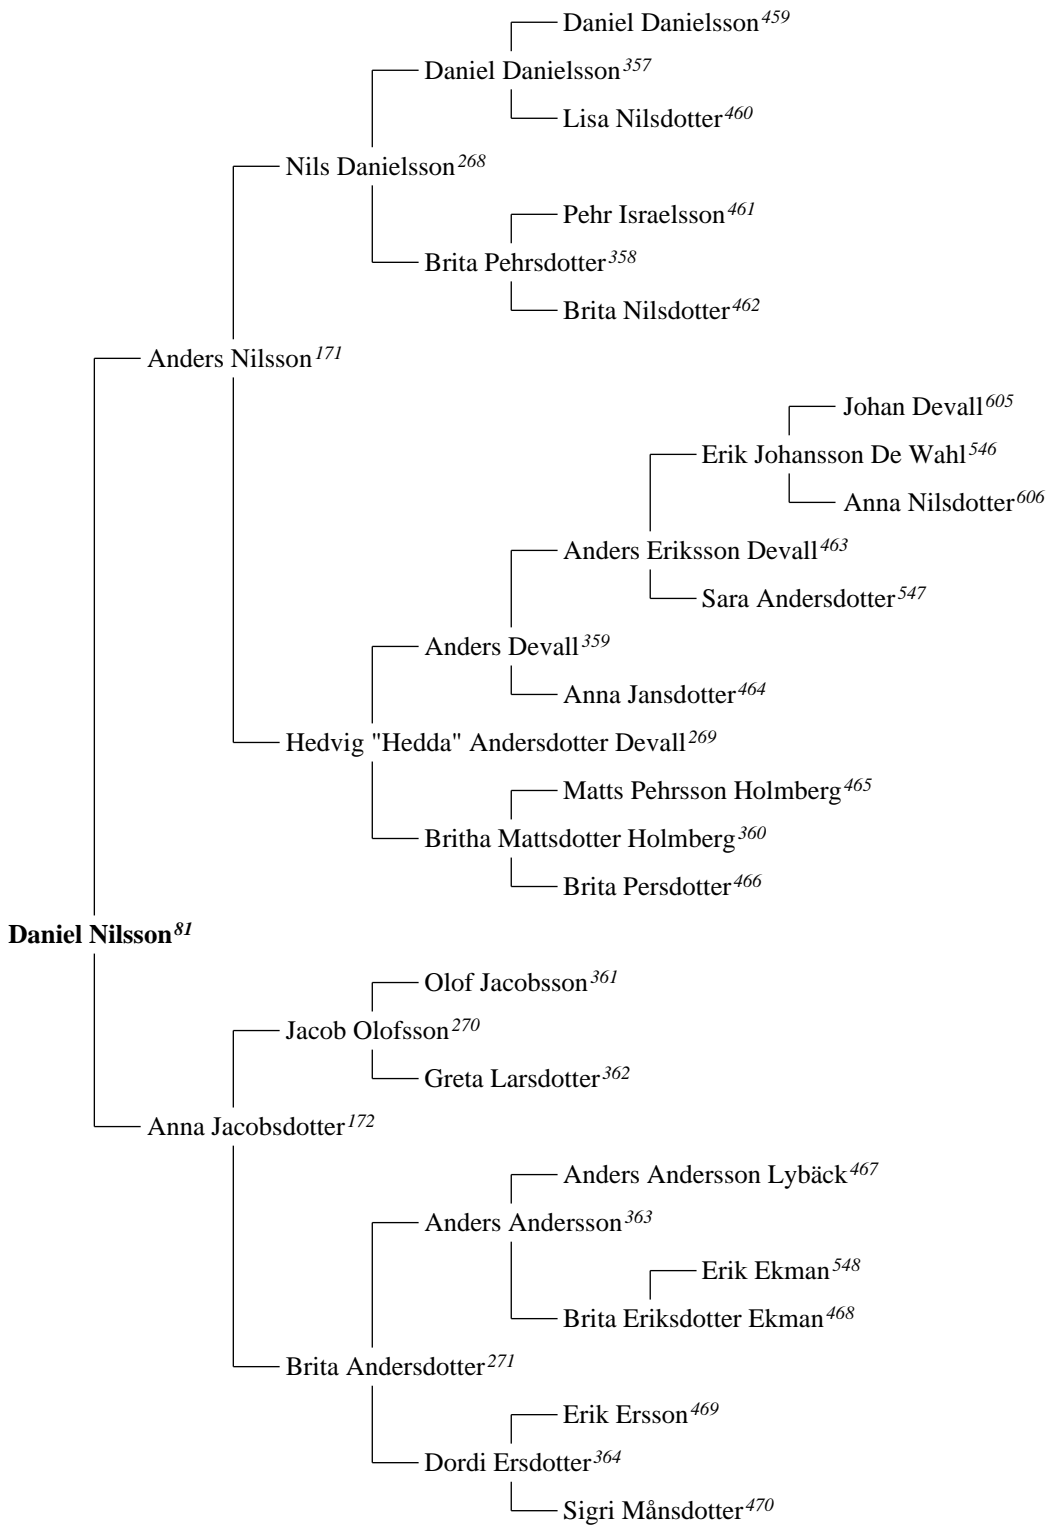 Daniel Danielsson459
Daniel Danielsson357
Lisa Nilsdotter460
Nils Danielsson268
Pehr Israelsson461
Brita Pehrsdotter358
Brita Nilsdotter462
Anders Nilsson171
Johan Devall605
Erik Johansson De Wahl546
Anna Nilsdotter606
Anders Eriksson Devall463
Sara Andersdotter547
Anders Devall359
Anna Jansdotter464
Hedvig "Hedda" Andersdotter Devall269
Matts Pehrsson Holmberg465
Britha Mattsdotter Holmberg360
Brita Persdotter466
Daniel Nilsson81
Olof Jacobsson361
Jacob Olofsson270
Greta Larsdotter362
Anna Jacobsdotter172
Anders Andersson Lybäck467
Anders Andersson363
Erik Ekman548
Brita Eriksdotter Ekman468
Brita Andersdotter271
Erik Ersson469
Dordi Ersdotter364
Sigri Månsdotter470